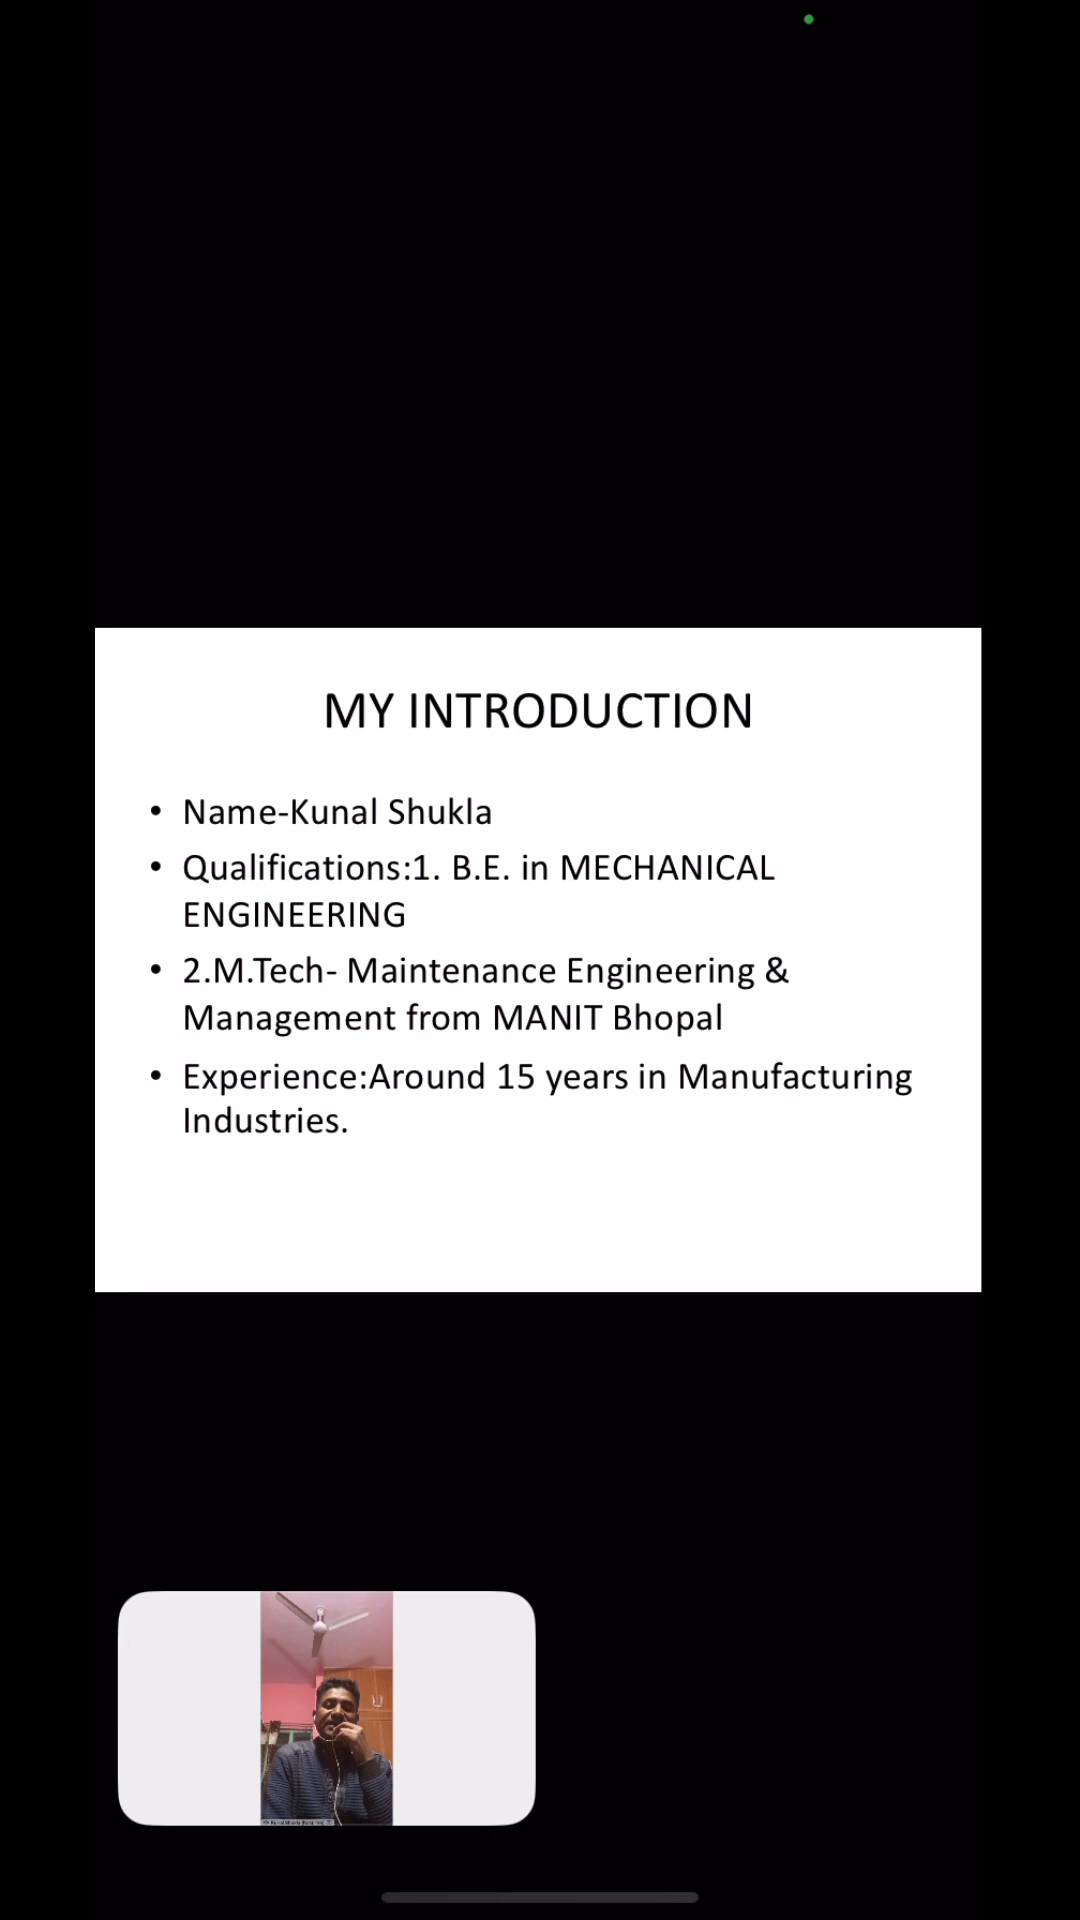 MY INTRODUCTION
• Name-Kunal Shukla
• Qualifications:1. B.E. in MECHANICAL
ENGINEERING
• 2.M.Tech- Maintenance Engineering &
Management from MANIT Bhopal
• Experience:Around 15 years in Manufacturing
Industries.